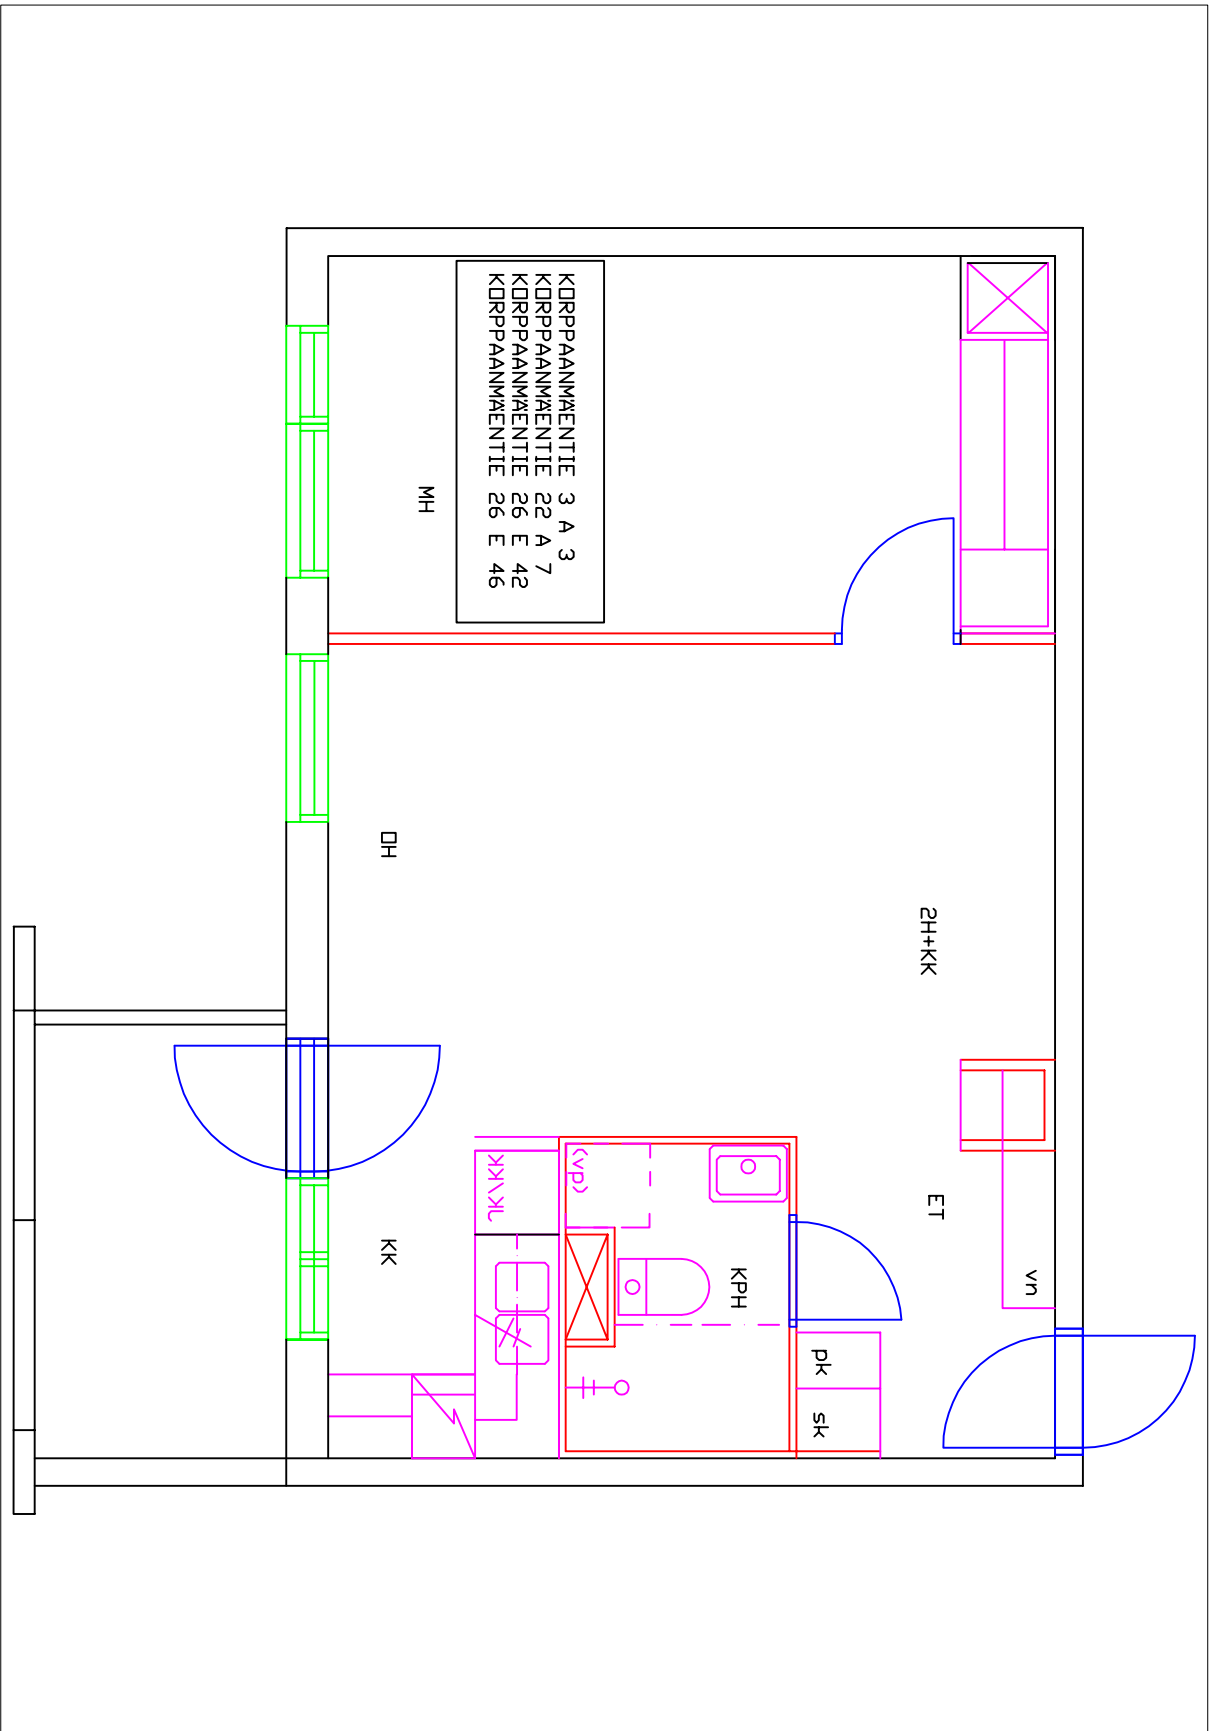 KORPPAANMÄENTIE 3 A 3
KORPPAANMÄENTIE 22 A 7
KORPPAANMÄENTIE 26 E 42
KORPPAANMÄENTIE 26 E 46
MH
OH
2H+KK
ET
vn
KPH
pk
sk
(vp)
JK/KK
KK